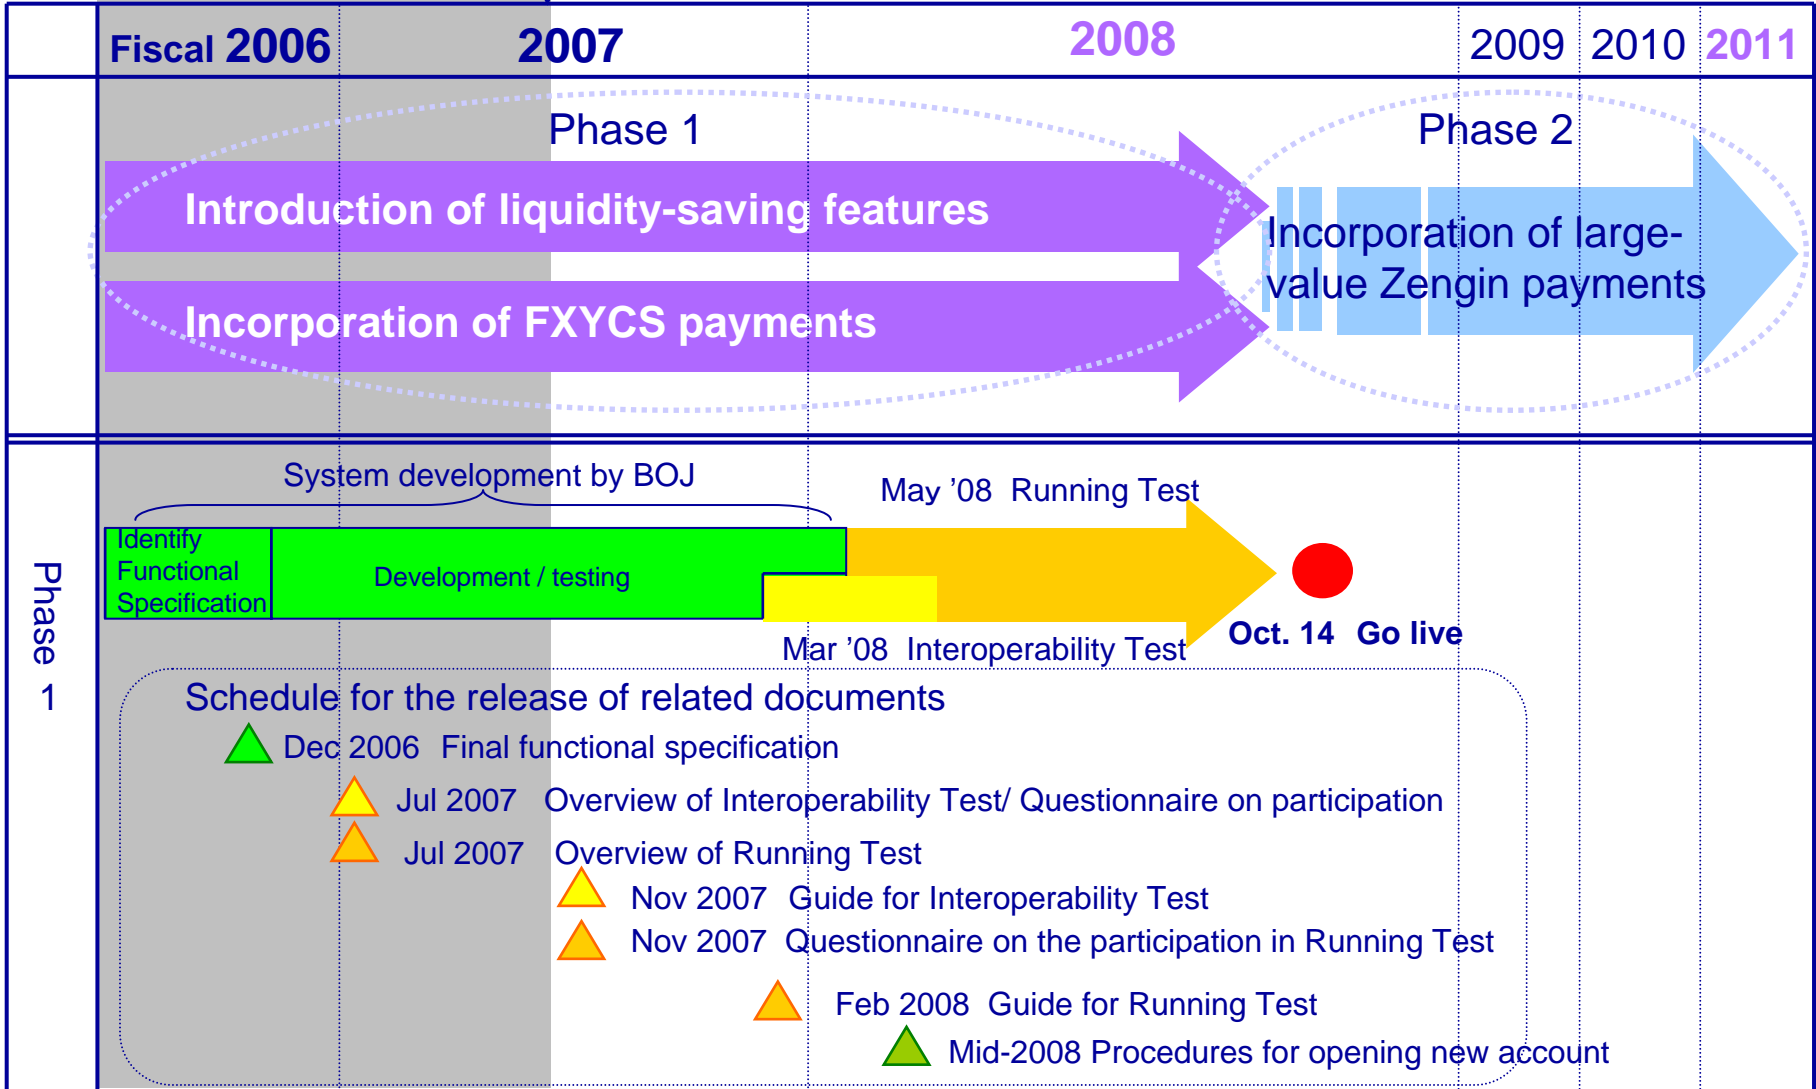 Fiscal 2006 2007 2008 2009 2010 2011
Phase 1
Phase 2
Introduction of liquidity-saving features
Incorporation of FXYCS payments
Incorporation of large-
value Zengin payments
Phase 1
System development by BOJ
May ’08 Running Test
Identify
Functional
Specification
Development / testing
Mar ’08 Interoperability Test
Oct. 14 Go live
Schedule for the release of related documents
Dec 2006 Final functional specification
Jul 2007 Overview of Interoperability Test/ Questionnaire on participation
Jul 2007 Overview of Running Test
Nov 2007 Guide for Interoperability Test
Nov 2007 Questionnaire on the participation in Running Test
Feb 2008 Guide for Running Test
Mid-2008 Procedures for opening new account